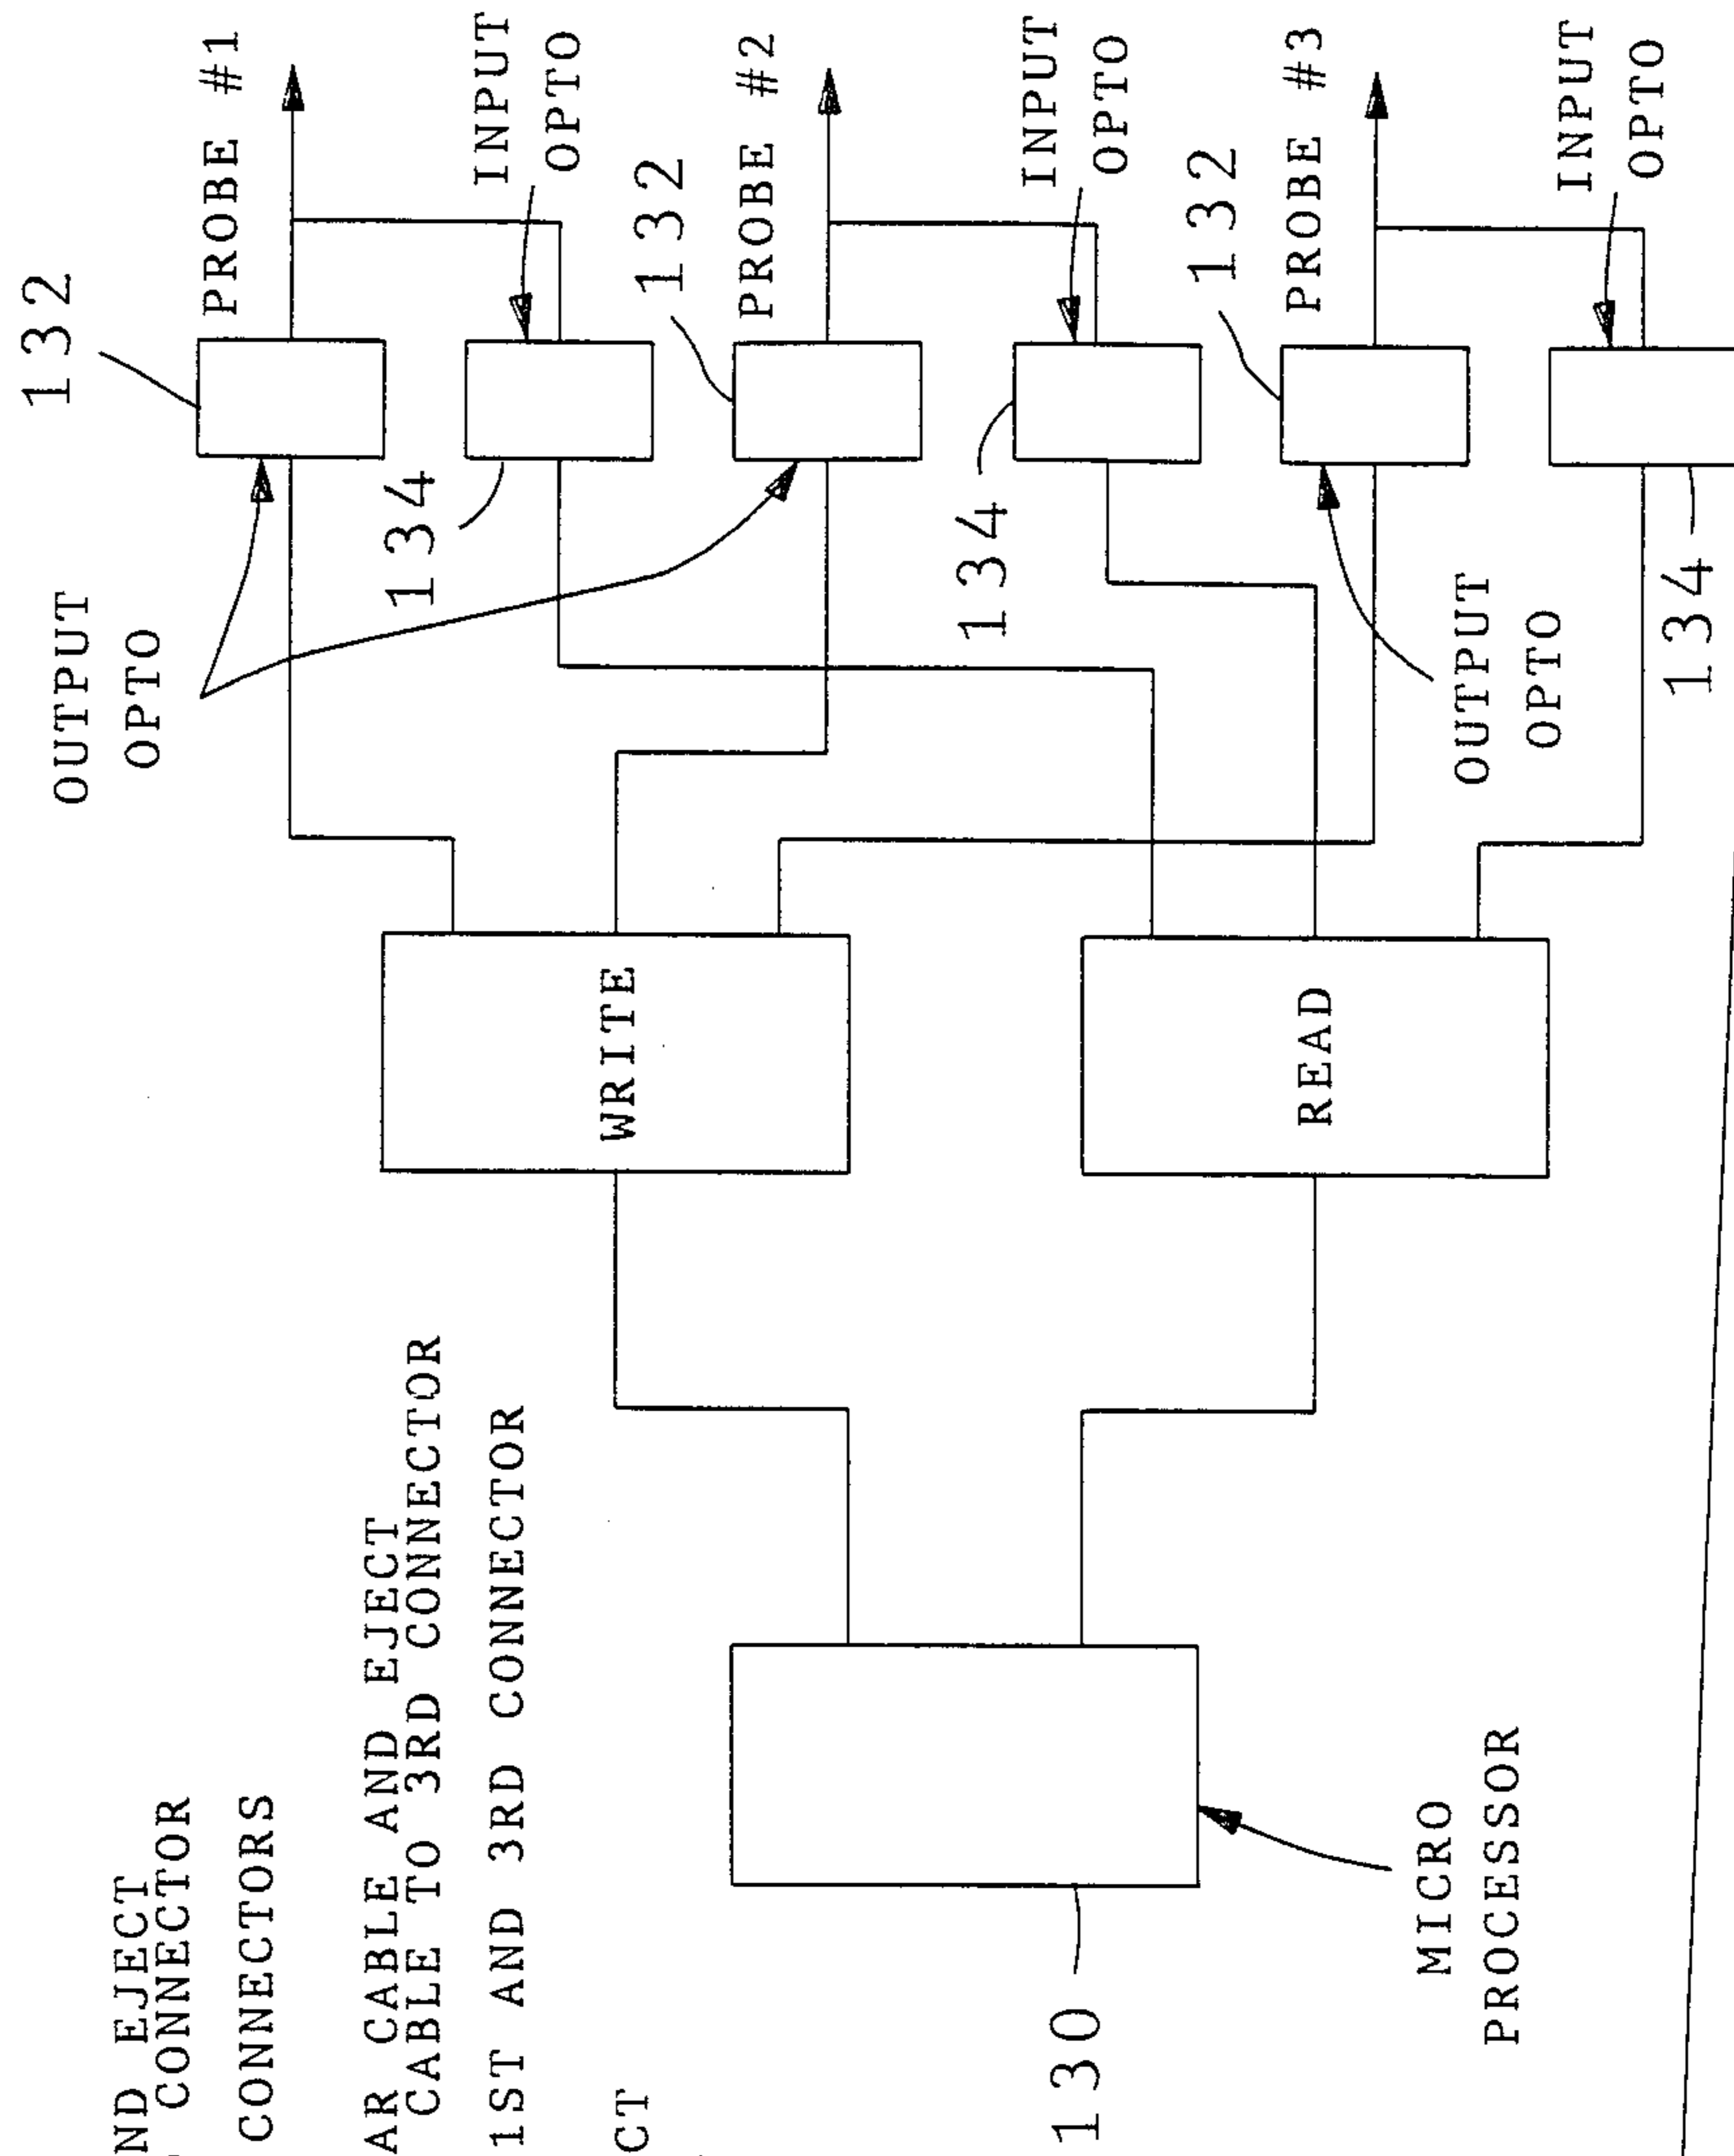 ND EJECT
CONNECTOR
CONNECTORS
AR CABLE AND EJECT
CABLE TO 3RD CONNECTOR
1ST AND 3RD CONNECTOR
CT
130
MICRO
PROCESSOR
WRITE
READ
OUTPUT
OPTO
132
PROBE #1
134
INPUT
OPTO
132
PROBE #2
134
INPUT
OPTO
132
PROBE #3
OUTPUT
OPTO
134
INPUT
OPTO